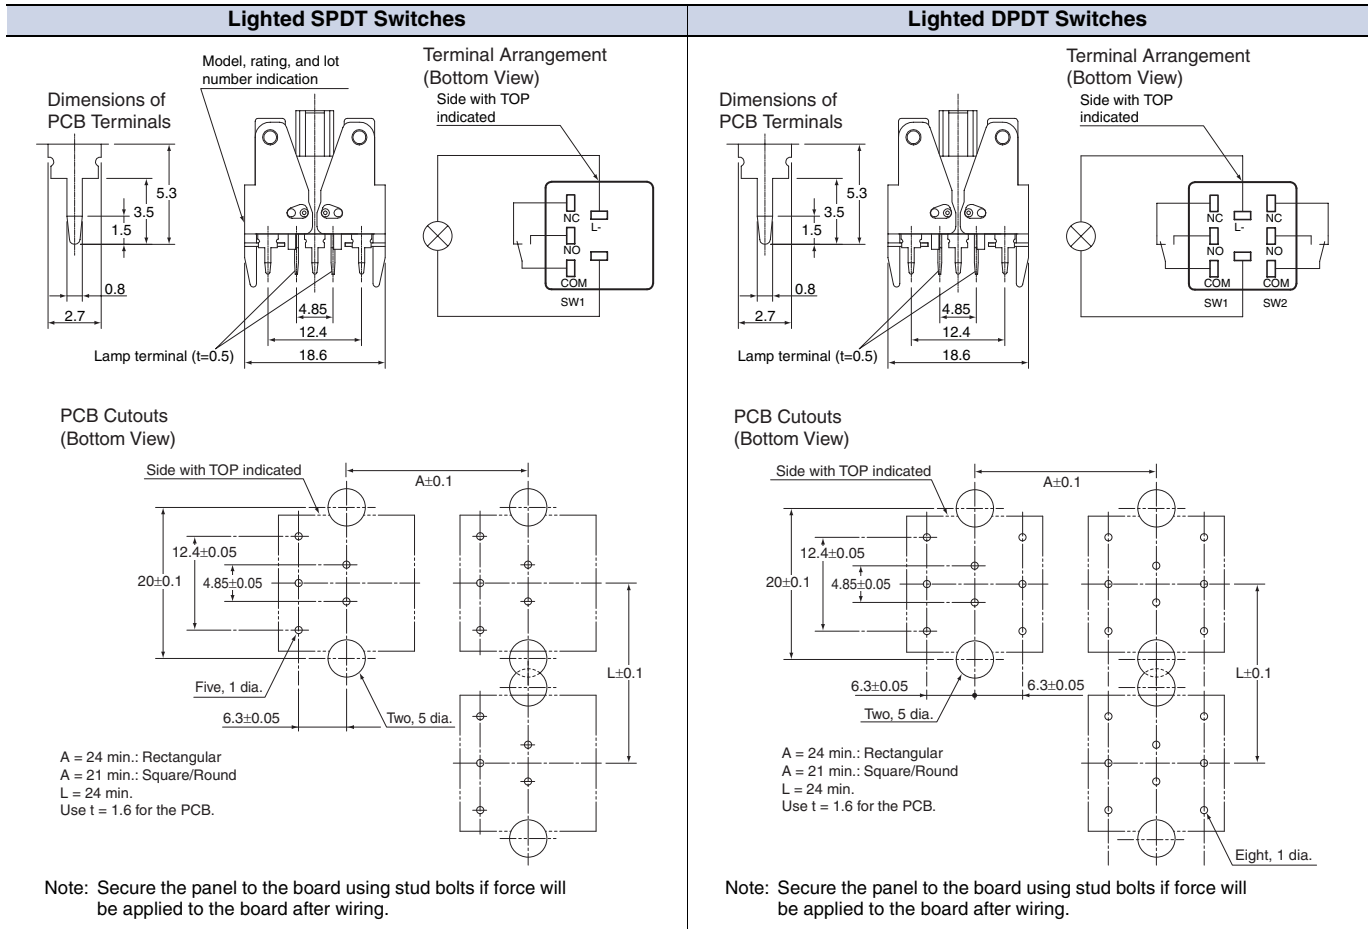 Lighted SPDT Switches
Model, rating, and lot
number indication
Terminal Arrangement
(Bottom View)
Side with TOP
indicated
Dimensions of
PCB Terminals
5.3
3.5
1.5
0.8
2.7
NC
L-
NO
COM
SW1
4.85
12.4
18.6
Lamp terminal (t=0.5)
PCB Cutouts
(Bottom View)
Side with TOP indicated
A±0.1
12.4±0.05
20±0.1
4.85±0.05
L±0.1
Five, 1 dia.
6.3±0.05
Two, 5 dia.
A = 24 min.: Rectangular
A = 21 min.: Square/Round
L = 24 min.
Use t = 1.6 for the PCB.
Note: Secure the panel to the board using stud bolts if force will
be applied to the board after wiring.
Lighted DPDT Switches
Terminal Arrangement
(Bottom View)
Side with TOP
indicated
Dimensions of
PCB Terminals
5.3
3.5
1.5
0.8
2.7
NC
L-
NC
NO
NO
COM
COM
SW1
SW2
4.85
12.4
18.6
Lamp terminal (t=0.5)
PCB Cutouts
(Bottom View)
Side with TOP indicated
A±0.1
12.4±0.05
20±0.1
4.85±0.05
L±0.1
6.3±0.05
6.3±0.05
Two, 5 dia.
A = 24 min.: Rectangular
A = 21 min.: Square/Round
L = 24 min.
Use t = 1.6 for the PCB.
Eight, 1 dia.
Note: Secure the panel to the board using stud bolts if force will
be applied to the board after wiring.